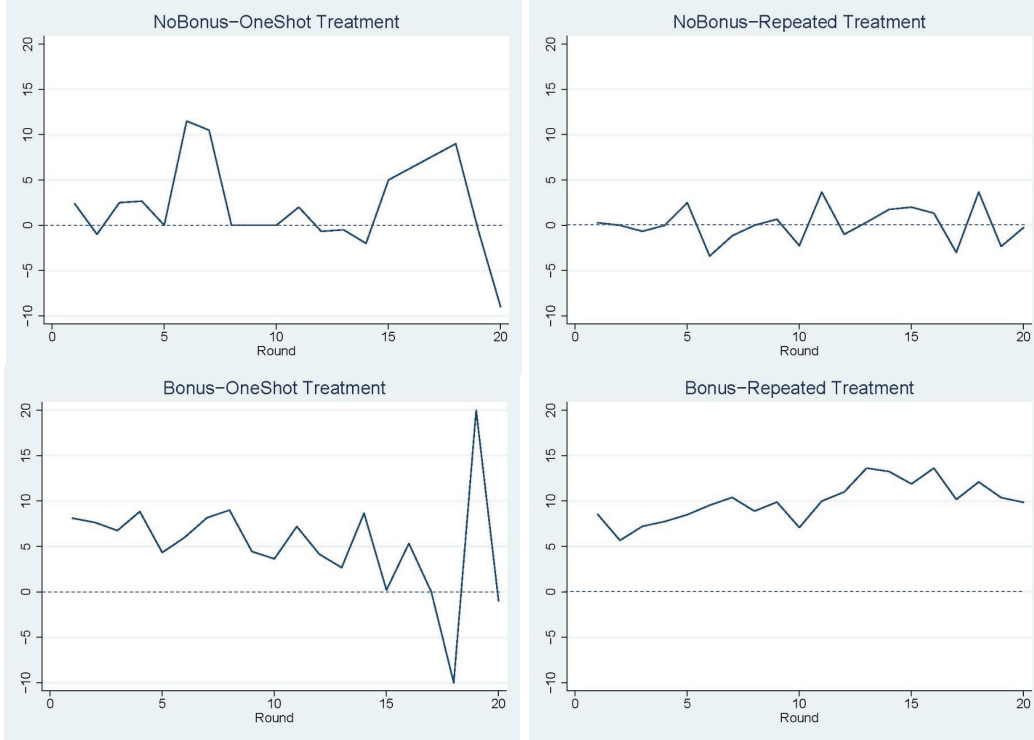 NoBonus−OneShot Treatment
20
15
10
5
0
−5
−10
0 5 10 15 20
Round
NoBonus−Repeated Treatment
20
15
10
5
0
−5
−10
0 5 10 15 20
Round
Bonus−OneShot Treatment
20
15
10
5
0
−5
−10
0 5 10 15 20
Round
Bonus−Repeated Treatment
20
15
10
5
0
−5
−10
0 5 10 15 20
Round